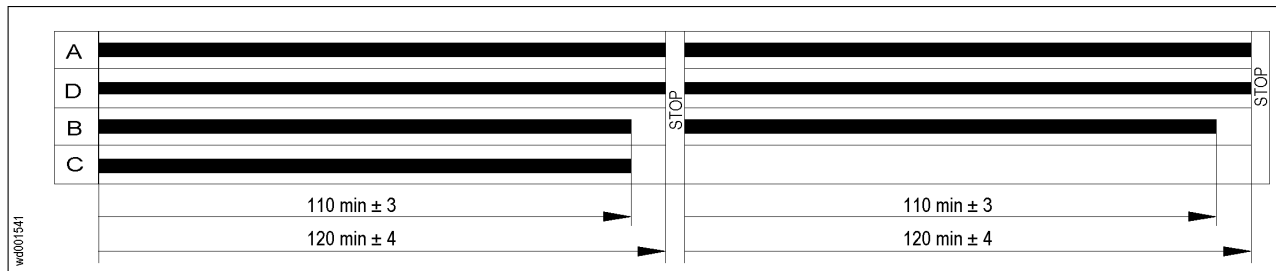 A
D
B
C
STOP
STOP
110 min ± 3
110 min ± 3
120 min ± 4
120 min ± 4
wd001541